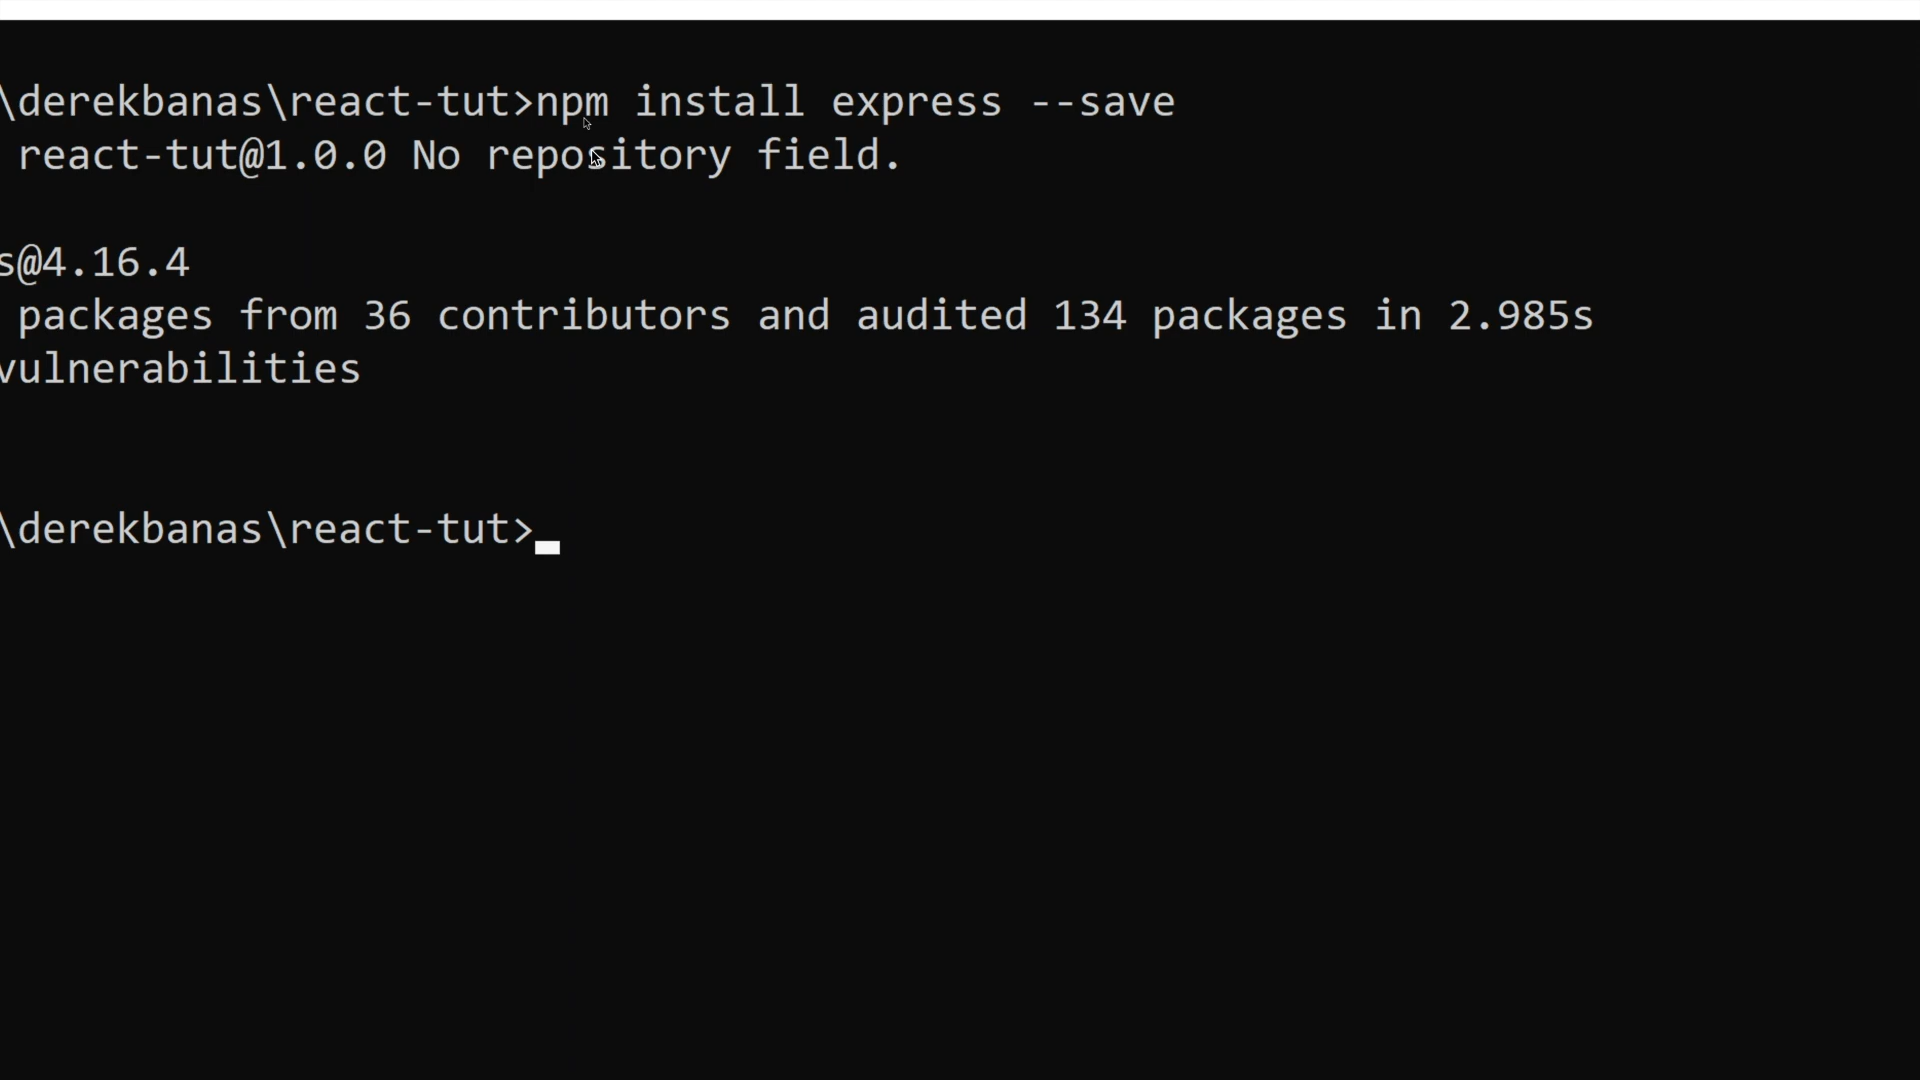 \derekbanas\react-tut>npm install express --save
react-tut@1.0.0 No repository field.
s@4.16.4
packages from 36 contributors and audited 134 packages in 2.985s
vulnerabilities
\derekbanas\react-tut>